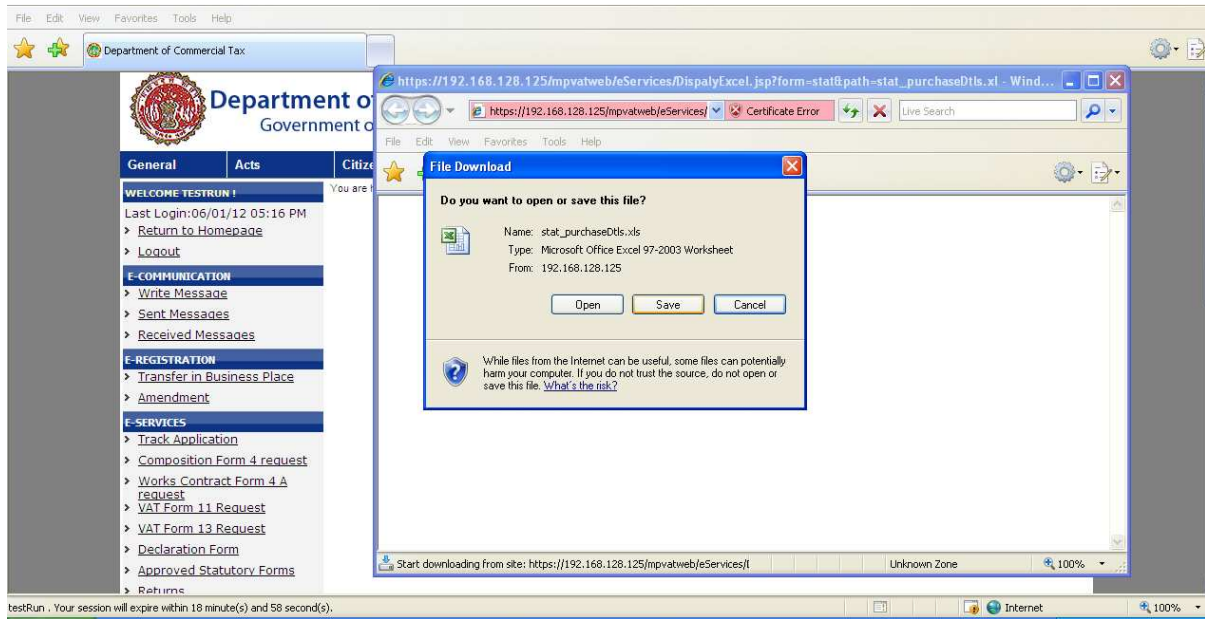 File Edit View Favorites Tools Help
Department of Commercial Tax
Departme nt o
Governm ent o
General Acts Citize
You are
WELCOME TESTRUN !
Last Login:06/01/12 05:16 PM
Return to Homepage
Logout
E-COMMUNICATION
Write Message
Sent Messages
Received Messages
E-REGISTRATION
Transfer in Business Place
Amendment
E-SERVICES
Track Application
Composition Form 4 request
Works Contract Form 4 A
request
VAT Form 11 Request
VAT Form 13 Request
Declaration Form
Approved Statutory Forms
Returns
https://192.168.128.125/mpvatweb/eServices/DispalyExcel.jsp?form=stat&path=stat_purchaseDtls.xl - Wind...
https://192.168.128.125/mpvatweb/eServices/ Certificate Error Live Search
File Edit View Favorites Tools Help
File Download
Do you want to open or save this file?
Name: stat_purchaseDtls.xls
Type: Microsoft Office Excel 97-2003 Worksheet
From: 192.168.128.125
Open Save Cancel
While files from the Internet can be useful, some files can potentially
harm your computer. If you do not trust the source, do not open or
save this file. What's the risk?
Start downloading from site: https://192.168.128.125/mpvatweb/eServices/ Unknown Zone 100%
testRun . Your session will expire within 18 minute(s) and 58 second(s). Internet 100%